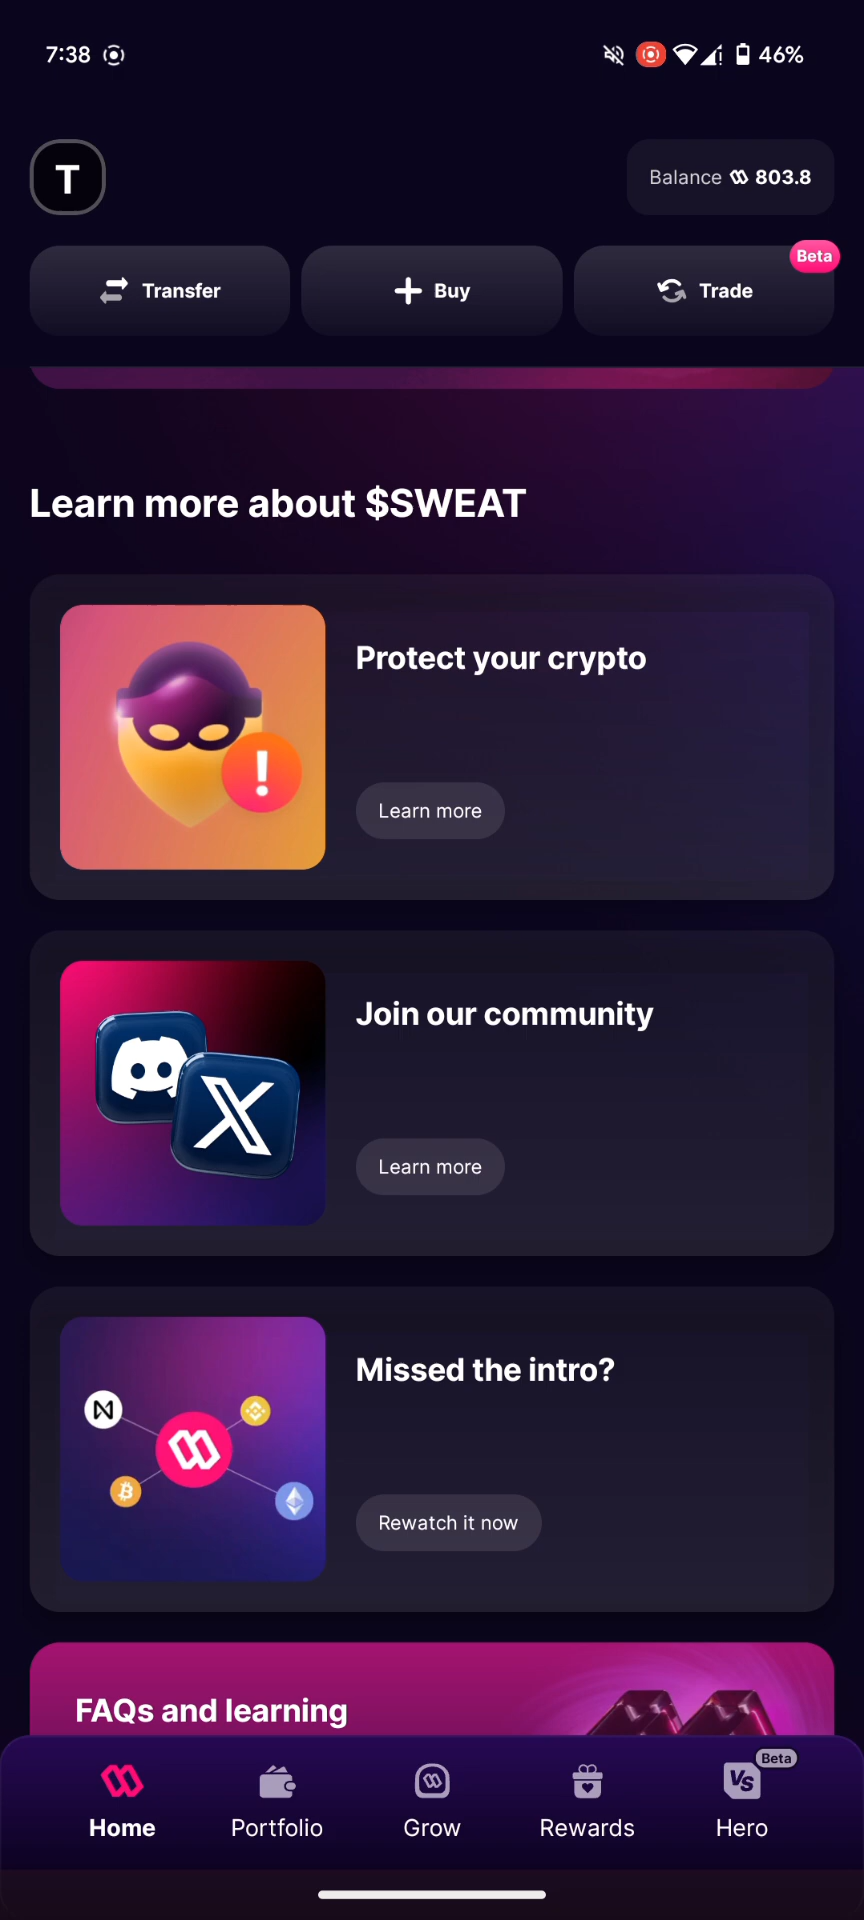 7:38
46%
T
Balance 803.8
Transfer
Buy
Trade
Beta
Learn more about $SWEAT
Protect your crypto
Learn more
Join our community
Learn more
Missed the intro?
Rewatch it now
FAQs and learning
Home
Portfolio
Grow
Rewards
VS
Beta
Hero